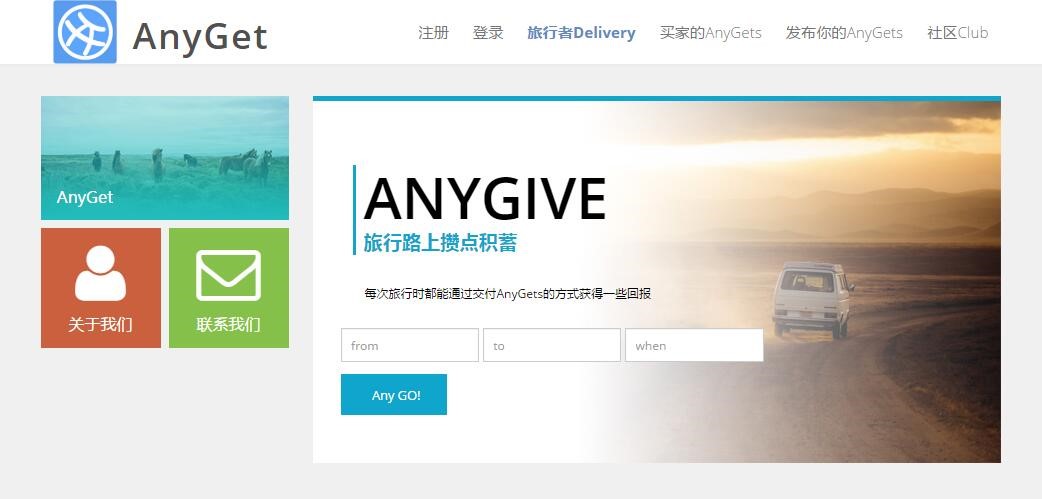 AnyGet
注册 登录 旅行者Delivery 买家的AnyGets 发布你的AnyGets 社区Club
AnyGet
关于我们 联系我们
ANYGIVE
旅行路上攒点积蓄
每次旅行时都能通过交付AnyGets的方式获得一些回报
from to when
Any GO!